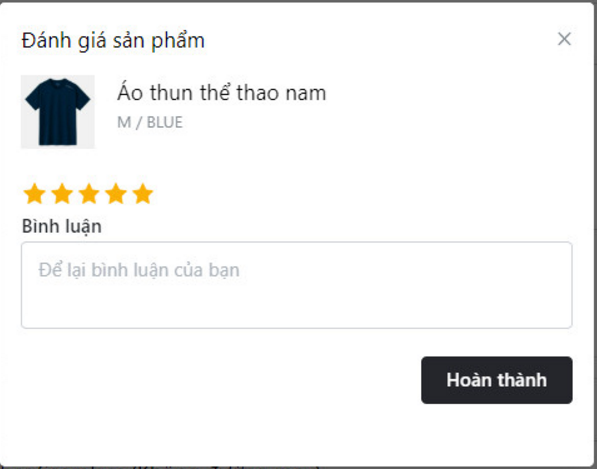 Đánh giá sản phẩm
Áo thun thể thao nam
M / BLUE
Bình luận
Để lại bình luận của bạn
Hoàn thành